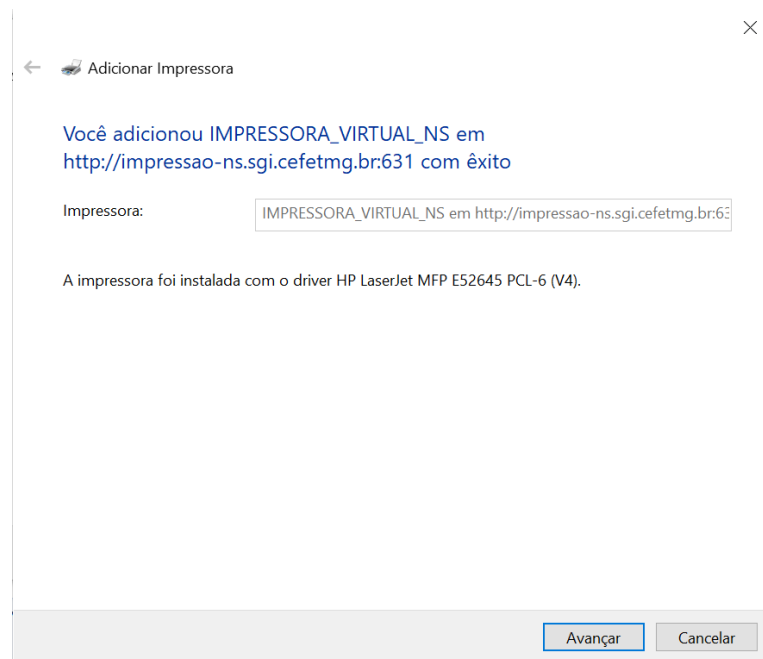 Adicionar Impressora
Você adicionou IMPRESSORA_VIRTUAL_NS em
http://impressao-ns.sgi.cefetmg.br:631 com êxito
Impressora: IMPRESSORA_VIRTUAL_NS em http://impressao-ns.sgi.cefetmg.br:63
A impressora foi instalada com o driver HP LaserJet MFP E52645 PCL-6 (V4).
Avançar Cancelar